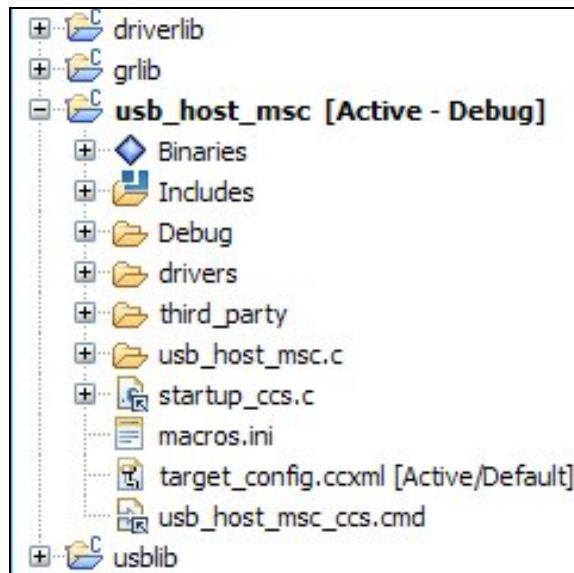 driverlib
grlib
usb_host_msc [Active - Debug]
Binaries
Includes
Debug
drivers
third_party
usb_host_msc.c
startup_ccs.c
macros.ini
target_config.ccxml [Active/Default]
usb_host_msc_ccs.cmd
usblib